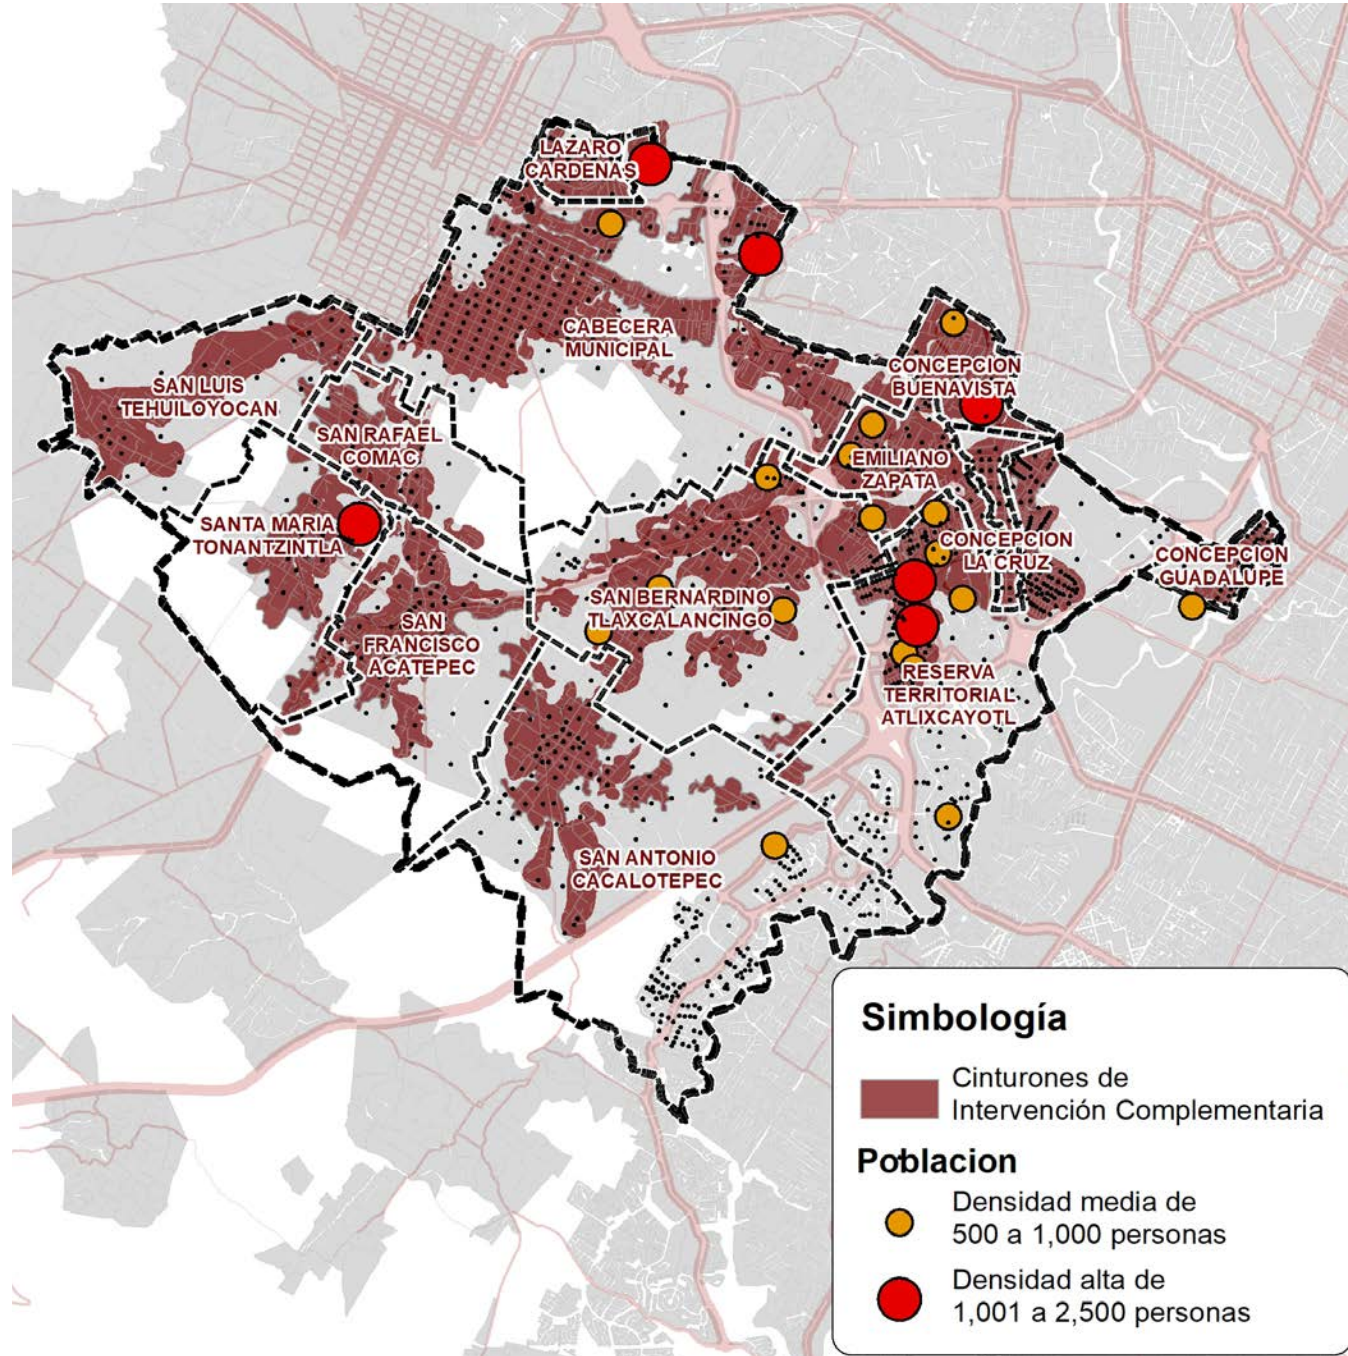 LAZARO
CARDENAS
CABECERA
MUNICIPAL
CONCEPCION
BUENAVISTA
SAN LUIS
TEHUILOYOCAN
SAN RAFAEL
COMAC
EMILIANO
ZAPATA
SANTA MARIA
TONANTZINTLA
CONCEPCION
LA CRUZ
CONCEPCION
GUADALUPE
SAN BERNARDINO
TLAXCALANCINGO
SAN
FRANCISCO
ACATEPEC
RESERVA
TERRITORIAL
ATLIXCAYOTL
SAN ANTONIO
CACALOTEPEC
Simbología
Cinturones de
Intervención Complementaria
Poblacion
Densidad media de
500 a 1,000 personas
Densidad alta de
1,001 a 2,500 personas